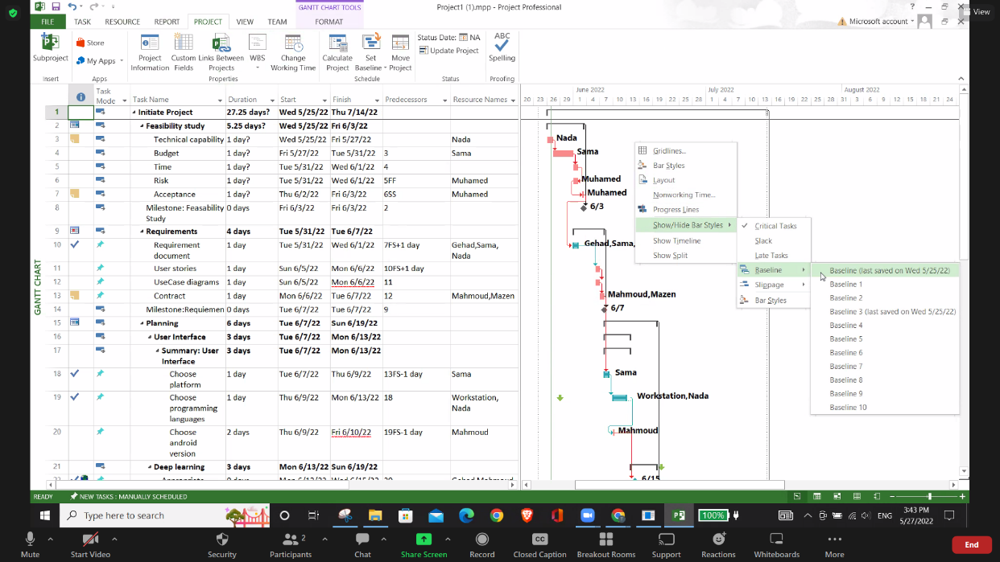 GANTT CHART TOOLS
Project1 (1).mpp - Project Professional
View
FILE TASK RESOURCE REPORT PROJECT VIEW TEAM FORMAT
Microsoft account
Subproject
Store
My Apps
Project Information
Custom Fields
Links Between Projects
WBS
Change Working Time
Calculate Project
Set Baseline
Move Project
Status Date: NA
Update Project
ABC
Spelling
Insert Apps Properties Schedule Status Proofing
Task Mode Task Name Duration Start Finish Predecessors Resource Names
June 2022 July 2022 August 2022
20 23 26 29 1 4 7 10 13 16 19 22 25 28 1 4 7 10 13 16 19 22 25 28 31 3 6 9 12 15 18 21 24
1 Initiate Project 27.25 days? Wed 5/25/22 Thu 7/14/22
2 Feasibility study 5.25 days? Wed 5/25/22 Fri 6/3/22
3 Technical capability 1 day? Wed 5/25/22 Fri 5/27/22 Nada
4 Budget 1 day? Fri 5/27/22 Tue 5/31/22 3 Sama
5 Time 1 day? Tue 5/31/22 Wed 6/1/22 4
6 Risk 1 day? Tue 5/31/22 Wed 6/1/22 5FF Muhamed
7 Acceptance 1 day? Thu 6/2/22 Fri 6/3/22 6SS Muhamed
8 Milestone: Feasability Study 0 days Fri 6/3/22 Fri 6/3/22 2
9 Requirements 4 days Tue 5/31/22 Tue 6/7/22
10 Requirement document 1 day Tue 5/31/22 Wed 6/1/22 7FS+1 day Gehad,Sama, Nada
11 User stories 1 day Sun 6/5/22 Mon 6/6/22 10FS+1 day
12 UseCase diagrams 1 day Sun 6/5/22 Mon 6/6/22 11
13 Contract 1 day Mon 6/6/22 Tue 6/7/22 12 Mahmoud,Mazen
14 Milestone:Requiemen 0 days Tue 6/7/22 Tue 6/7/22 9
15 Planning 6 days Tue 6/7/22 Sun 6/19/22
16 User Interface 3 days Tue 6/7/22 Mon 6/13/22
17 Summary: User Interface 3 days Tue 6/7/22 Mon 6/13/22
18 Choose platform 1 day Tue 6/7/22 Thu 6/9/22 13FS-1 day Sama
19 Choose programming languages 1 day Thu 6/9/22 Mon 6/13/22 18 Workstation, Nada
20 Choose android version 2 days Thu 6/9/22 Fri 6/10/22 19FS-1 day Mahmoud
21 Deep learning 3 days Mon 6/13/22 Sun 6/19/22
GANTT CHART
Nada
Sama
Muhamed
Muhamed
6/3
Gehad,Sama,
Mahmoud,Mazen
6/7
Sama
Workstation,Nada
Mahmoud
6/15
Gridlines...
Bar Styles
Layout
Nonworking Time...
Progress Lines
Show/Hide Bar Styles
Show Timeline
Show Split
Critical Tasks
Slack
Late Tasks
Baseline
Slippage
Bar Styles
Baseline (last saved on Wed 5/25/22)
Baseline 1
Baseline 2
Baseline 3 (last saved on Wed 5/25/22)
Baseline 4
Baseline 5
Baseline 6
Baseline 7
Baseline 8
Baseline 9
Baseline 10
READY NEW TASKS : MANUALLY SCHEDULED
Type here to search
100%
ENG
3:43 PM
5/27/2022
Mute
Start Video
Security
2
Participants
Chat
Share Screen
Record
CC
Closed Caption
Breakout Rooms
Support
Reactions
Whiteboards
More
End